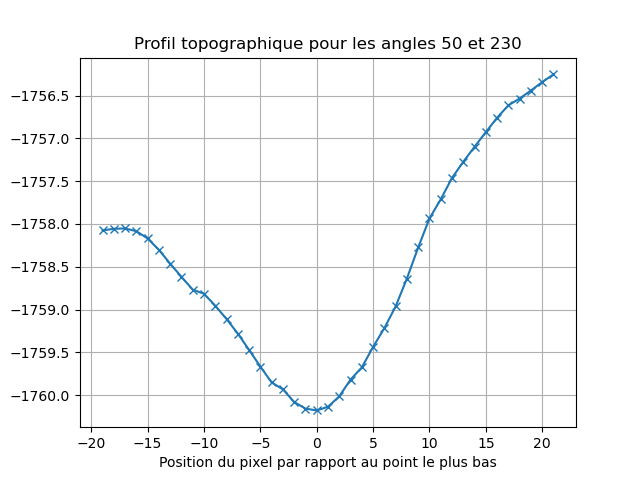 Profil topographique pour les angles 50 et 230
−1756.5
−1757.0
−1757.5
−1758.0
−1758.5
−1759.0
−1759.5
−1760.0
−20 −15 −10 −5 0 5 10 15 20
Position du pixel par rapport au point le plus bas